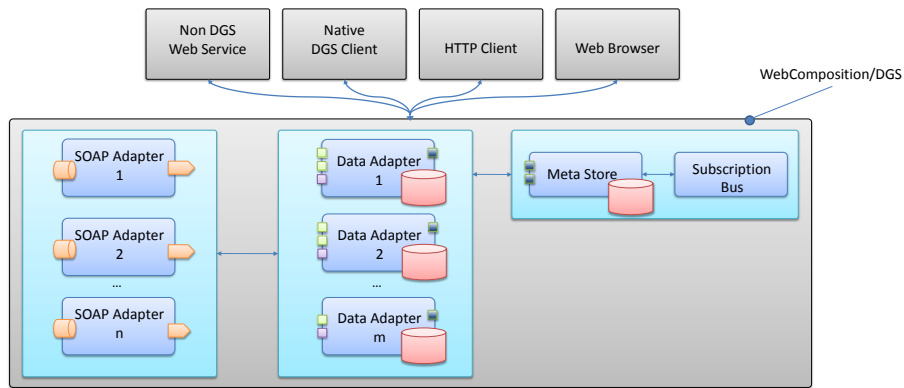 Non DGS
Web Service
Native
DGS Client
HTTP Client
Web Browser
WebComposition/DGS
SOAP Adapter
1
SOAP Adapter
2
...
SOAP Adapter
n
Data Adapter
1
Data Adapter
2
...
Data Adapter
m
Meta Store
Subscription
Bus